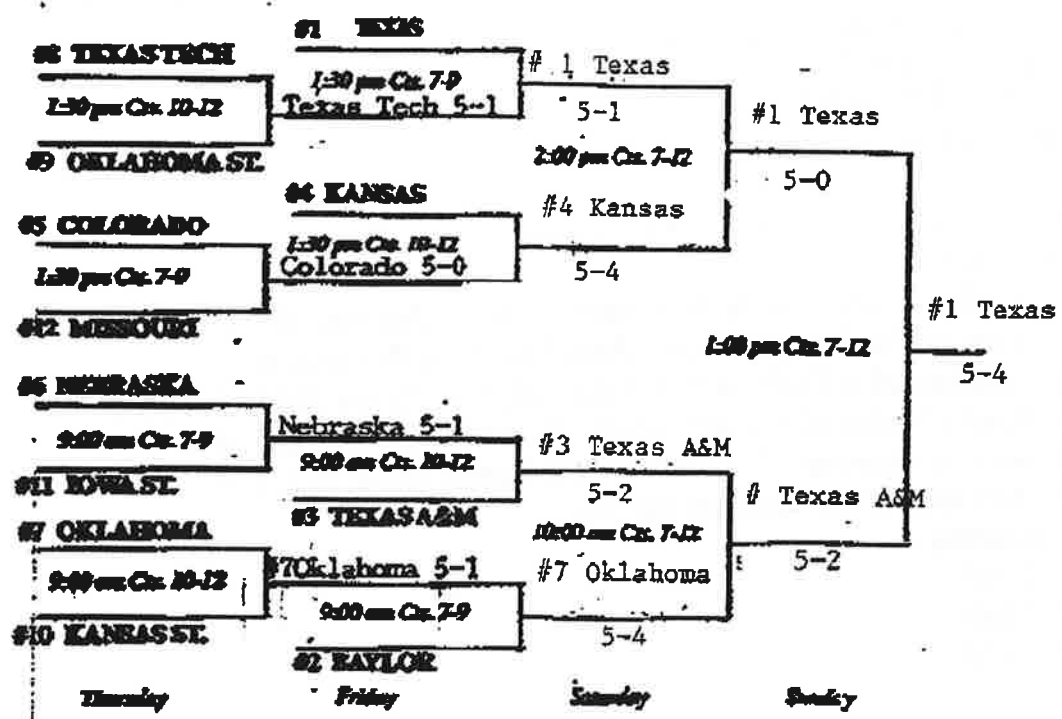 #8 TEXAS TECH
1:30 pm Cts. 10-12
#9 OKLAHOMA ST.
#5 COLORADO
1:30 pm Cts. 7-9
#12 MISSOURI
#6 NEBRASKA
9:00 am Cts. 7-9
#11 IOWA ST.
#7 OKLAHOMA
9:00 am Cts. 10-12
#10 KANSAS ST.
Thursday
#1 TEXAS
1:30 pm Cts. 7-9
Texas Tech 5-1
#4 KANSAS
1:30 pm Cts. 10-12
Colorado 5-0
Nebraska 5-1
9:00 am Cts. 10-12
#3 TEXAS A&M
#7Oklahoma 5-1
9:00 am Cts. 7-9
#2 BAYLOR
Friday
# 1 Texas
5-1
2:00 pm Cts. 7-12
#4 Kansas
5-4
#3 Texas A&M
5-2
10:00 am Cts. 7-12
#7 Oklahoma
5-4
Saturday
#1 Texas
5-0
1:00 pm Cts. 7-12
# Texas A&M
5-2
Sunday
#1 Texas
5-4